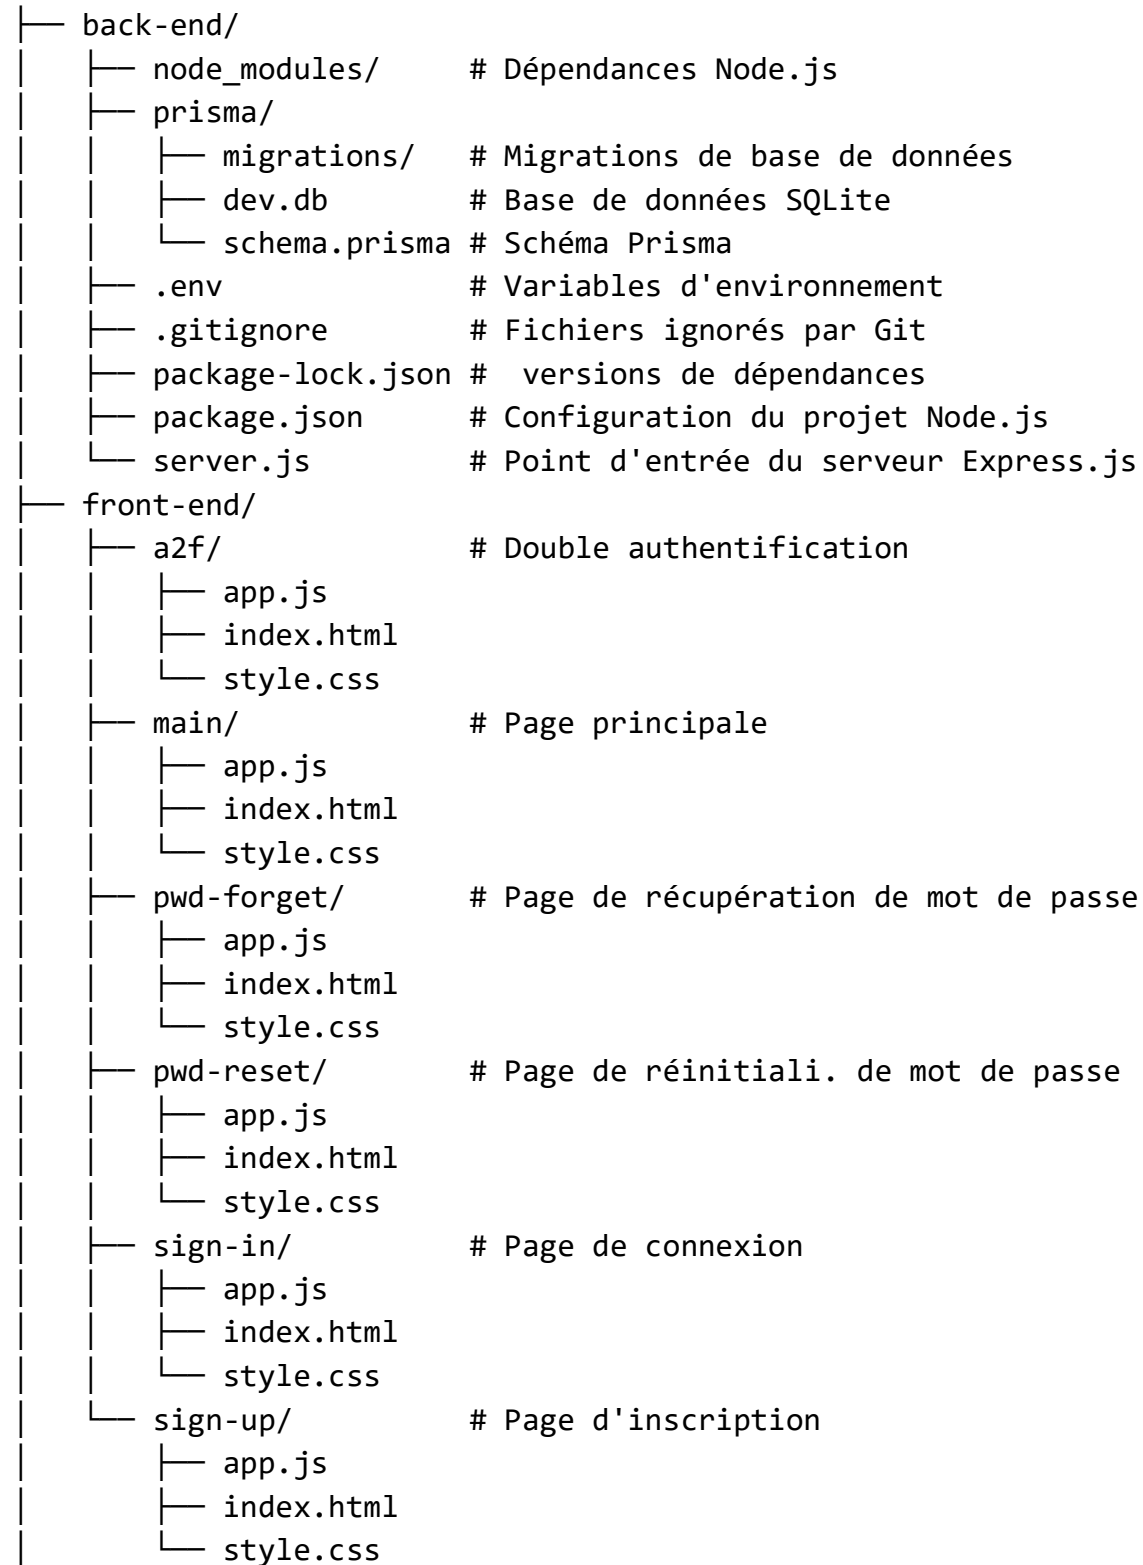 ├── back-end/
│   ├── node_modules/     # Dépendances Node.js
│   ├── prisma/
│   │   ├── migrations/   # Migrations de base de données
│   │   ├── dev.db        # Base de données SQLite
│   │   └── schema.prisma # Schéma Prisma
│   ├── .env              # Variables d'environnement
│   ├── .gitignore        # Fichiers ignorés par Git
│   ├── package-lock.json #  versions de dépendances
│   ├── package.json      # Configuration du projet Node.js
│   └── server.js         # Point d'entrée du serveur Express.js
├── front-end/
│   ├── a2f/              # Double authentification
│   │   ├── app.js
│   │   ├── index.html
│   │   └── style.css
│   ├── main/             # Page principale
│   │   ├── app.js
│   │   ├── index.html
│   │   └── style.css
│   ├── pwd-forget/       # Page de récupération de mot de passe
│   │   ├── app.js
│   │   ├── index.html
│   │   └── style.css
│   ├── pwd-reset/        # Page de réinitiali. de mot de passe
│   │   ├── app.js
│   │   ├── index.html
│   │   └── style.css
│   ├── sign-in/          # Page de connexion
│   │   ├── app.js
│   │   ├── index.html
│   │   └── style.css
│   └── sign-up/          # Page d'inscription
│       ├── app.js
│       ├── index.html
│       └── style.css